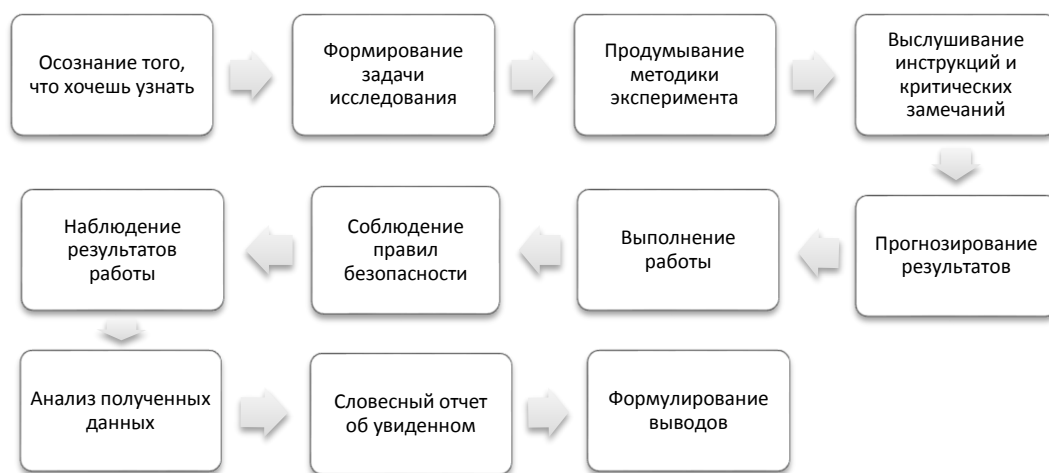 Осознание того,
что хочешь узнать
Формирование
задачи
исследования
Продумывание
методики
эксперимента
Выслушивание
инструкций и
критических
замечаний
Прогнозирование
результатов
Выполнение
работы
Соблюдение
правил
безопасности
Наблюдение
результатов
работы
Анализ полученных
данных
Словесный отчет
об увиденном
Формулирование
выводов